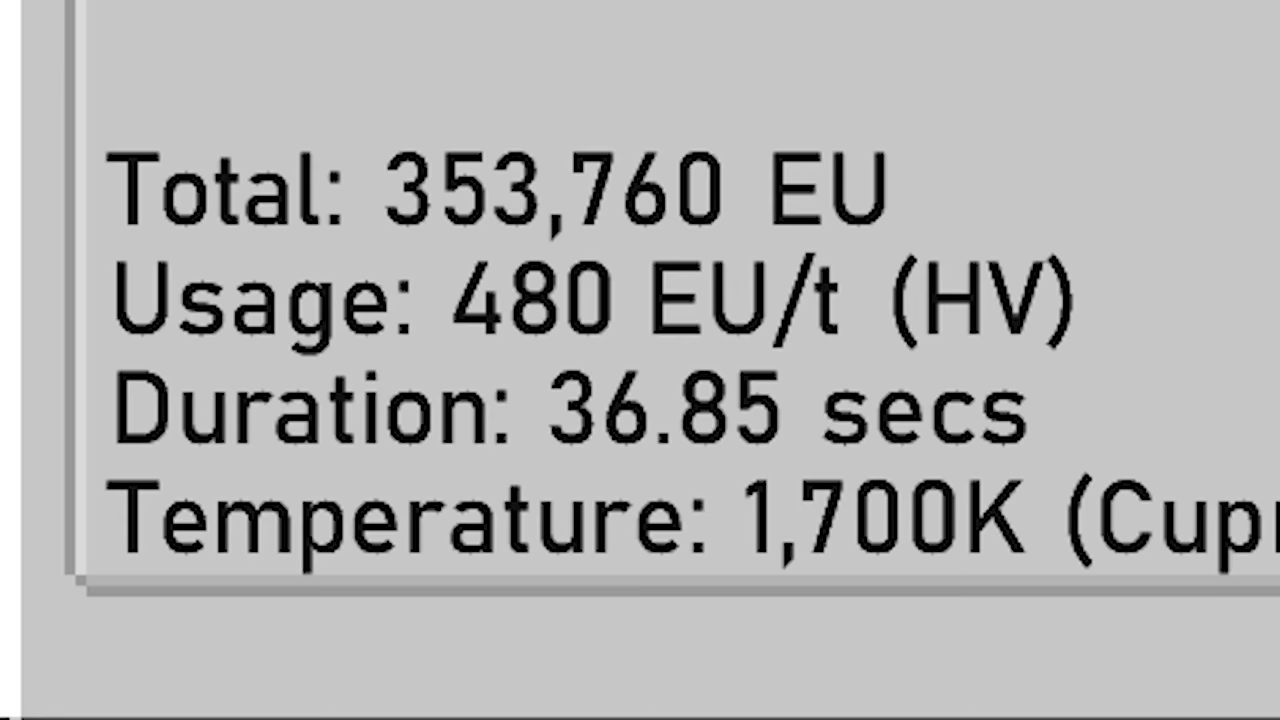 Total: 353,760 EU
Usage: 480 EU/t (HV)
Duration: 36.85 secs
Temperature: 1,700K